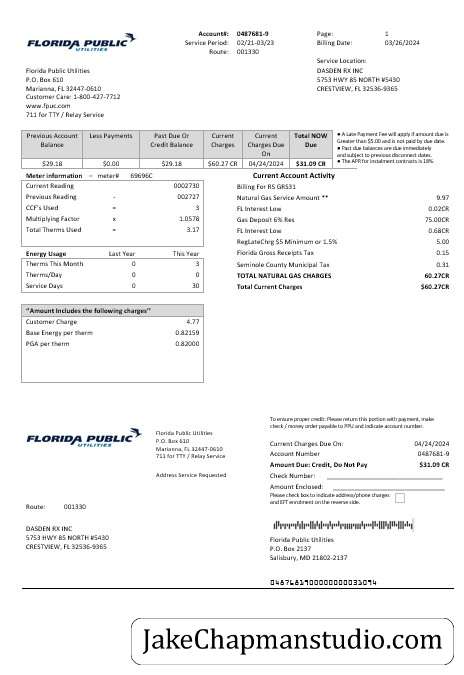 FLORIDA PUBLIC
UTILITIES
Account#: 0487681-9
Service Period: 02/21-03/23
Route: 001330
Page: 1
Billing Date: 03/26/2024
Service Location:
DASDEN RX INC
5753 HWY 85 NORTH #5430
CRESTVIEW, FL 32536-9365
Florida Public Utilities
P.O. Box 610
Marianna, FL 32447-0610
Customer Care: 1-800-427-7712
www.fpuc.com
711 for TTY / Relay Service
Previous Account Balance Less Payments Past Due Or Credit Balance Current Charges Current Charges Due On Total NOW Due
$29.18 $0.00 $29.18 $60.27 CR 04/24/2024 $31.09 CR
● A Late Payment Fee will apply if amount due is
Greater than $5.00 and is not paid by due date.
● Past due balances are due immediately
and subject to previous disconnect dates.
● The APR for instalment contracts is 18%.
Meter information - meter# 69696C
Current Reading 0002730
Previous Reading - 002727
CCF's Used = 3
Multiplying Factor x 1.0578
Total Therms Used = 3.17
Energy Usage Last Year This Year
Therms This Month 0 3
Therms/Day 0 0
Service Days 0 30
"Amount Includes the following charges"
Customer Charge 4.77
Base Energy per therm 0.82159
PGA per therm 0.82000
Current Account Activity
Billing For RS GRS31
Natural Gas Service Amount ** 9.97
FL Interest Low 0.02CR
Gas Deposit 6% Res 75.00CR
FL Interest Low 0.68CR
RegLateChrg $5 Minimum or 1.5% 5.00
Florida Gross Receipts Tax 0.15
Seminole County Municipal Tax 0.31
TOTAL NATURAL GAS CHARGES 60.27CR
Total Current Charges $60.27CR
FLORIDA PUBLIC
UTILITIES
Florida Public Utilities
P.O. Box 610
Marianna, FL 32447-0610
711 for TTY / Relay Service
Address Service Requested
Route: 001330
DASDEN RX INC
5753 HWY 85 NORTH #5430
CRESTVIEW, FL 32536-9365
To ensure proper credit: Please return this portion with payment, make
check / money order payable to FPU and indicate account number.
Current Charges Due On: 04/24/2024
Account Number 0487681-9
Amount Due: Credit, Do Not Pay $31.09 CR
Check Number:
Amount Enclosed:
Please check box to indicate address/phone changes
and EFT enrolment on the reverse side.
Florida Public Utilities
P.O. Box 2137
Salisbury, MD 21802-2137
JakeChapmanstudio.com